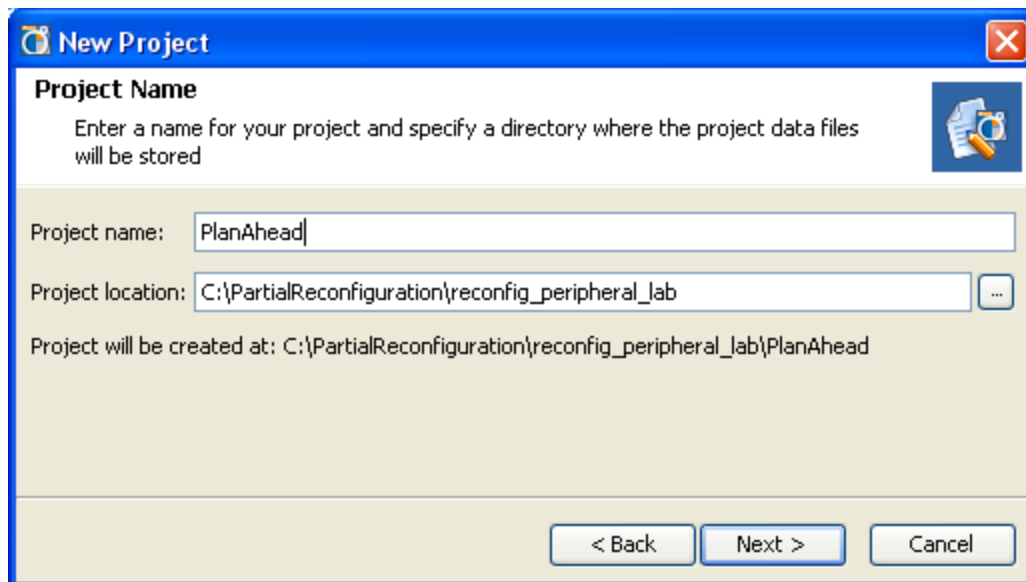 New Project
Project Name
Enter a name for your project and specify a directory where the project data files
will be stored
Project name: PlanAhead
Project location: C:\PartialReconfiguration\reconfig_peripheral_lab ...
Project will be created at: C:\PartialReconfiguration\reconfig_peripheral_lab\PlanAhead
< Back Next > Cancel